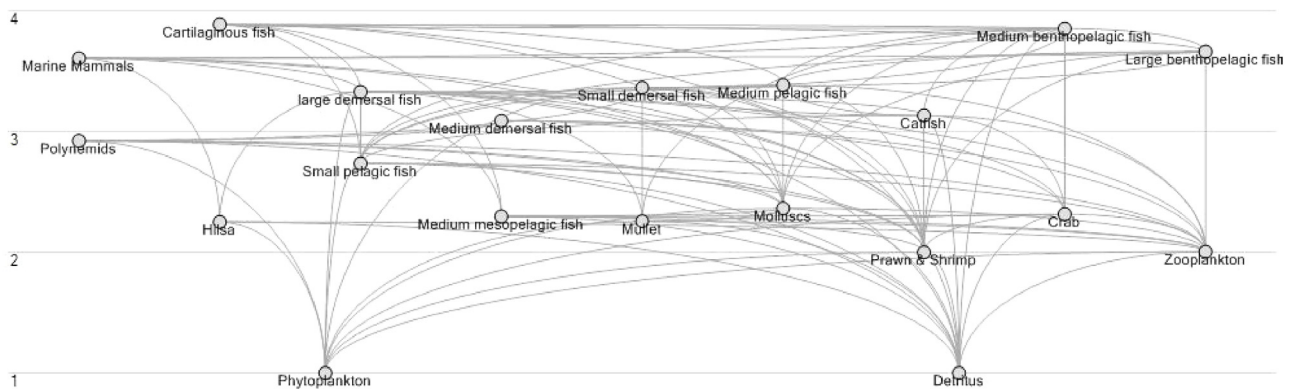 4
Cartilaginous fish
Medium benthopelagic fish
Marine Mammals
Large benthopelagic fish
large demersal fish
Small demersal fish
Medium pelagic fish
Medium demersal fish
Catfish
3
Polynemids
Small pelagic fish
Hilsa
Medium mesopelagic fish
Mullet
Molluscs
Crab
2
Prawn & Shrimp
Zooplankton
1
Phytoplankton
Detritus